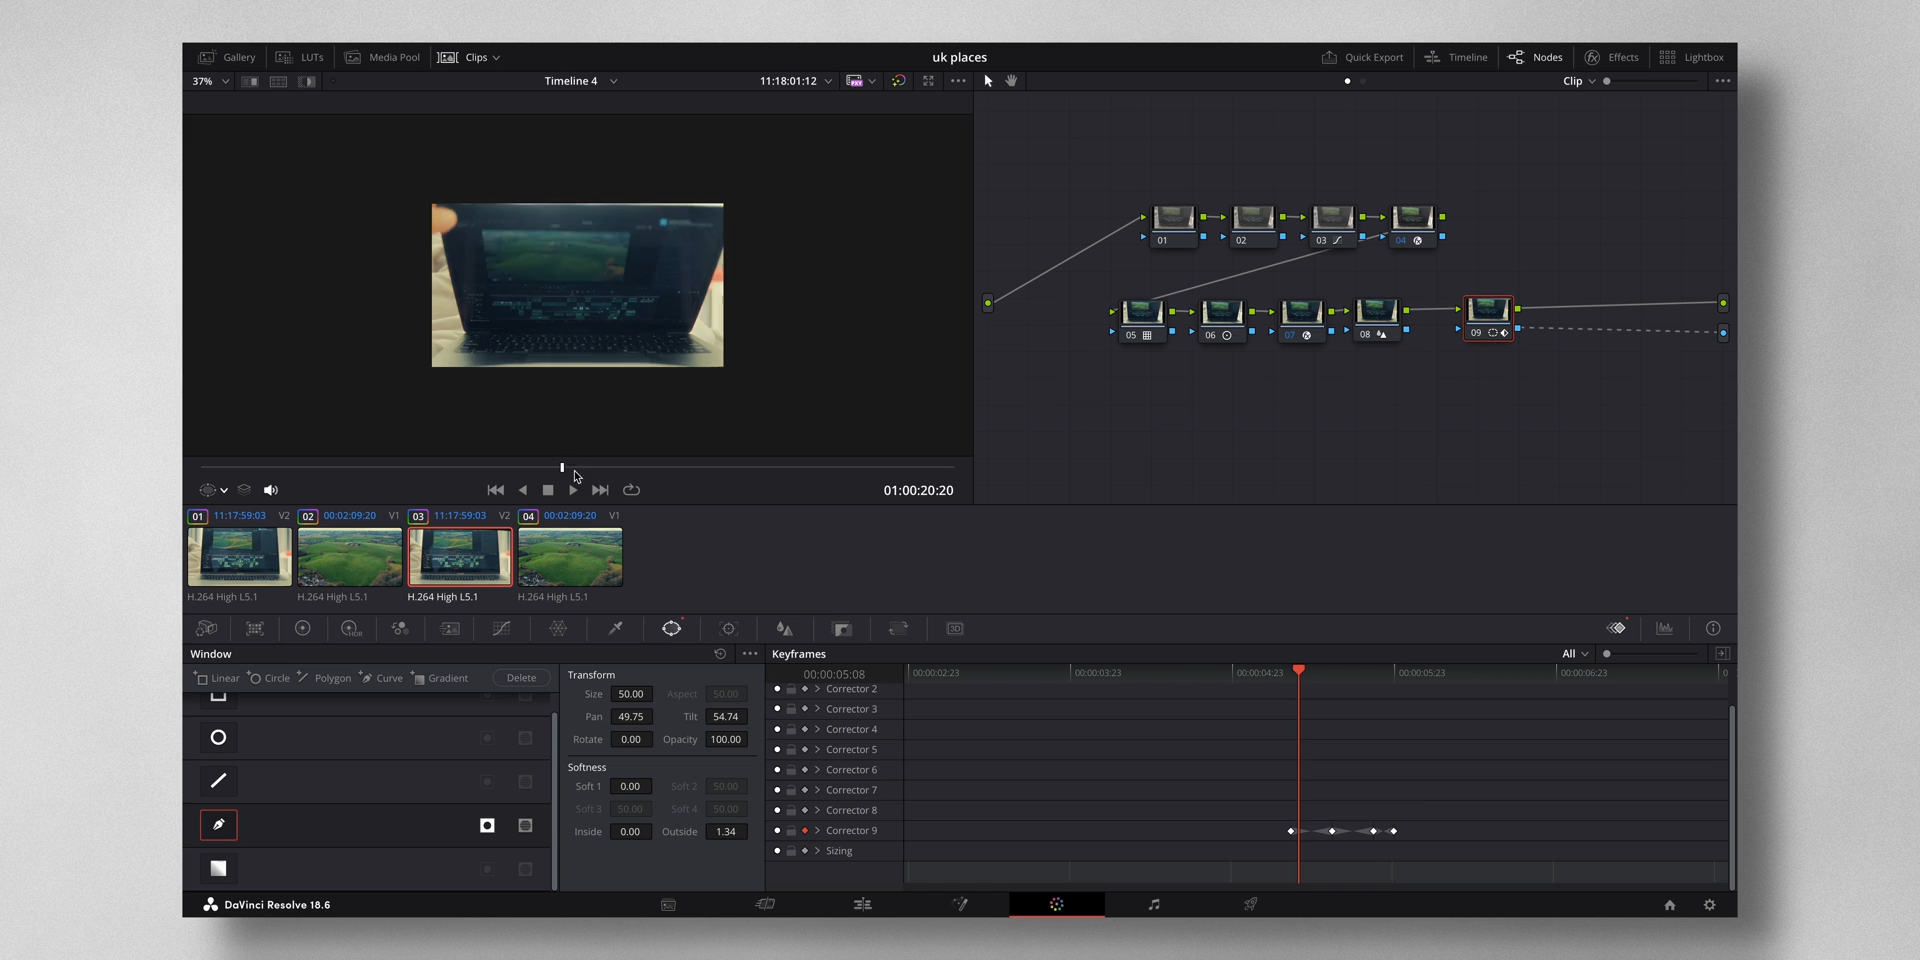 Gallery LUTs Media Pool Clips uk places Quick Export Timeline Nodes Effects Lightbox
37% Timeline 4 11:18:01:12 Clip
01 02 03 04
05 06 07 08 09
01:00:20:20
01 11:17:59:03 V2 02 00:02:09:20 V1 03 11:17:59:03 V2 04 00:02:09:20 V1
H.264 High L5.1 H.264 High L5.1 H.264 High L5.1 H.264 High L5.1
HDR 3D
Window
Linear Circle Polygon Curve Gradient Delete
Transform
Size 50.00 Aspect 50.00
Pan 49.75 Tilt 54.74
Rotate 0.00 Opacity 100.00
Softness
Soft 1 0.00 Soft 2 50.00
Soft 3 50.00 Soft 4 50.00
Inside 0.00 Outside 1.34
Keyframes All
00:00:05:08 00:00:02:23 00:00:03:23 00:00:04:23 00:00:05:23 00:00:06:23 0
Corrector 2
Corrector 3
Corrector 4
Corrector 5
Corrector 6
Corrector 7
Corrector 8
Corrector 9
Sizing
DaVinci Resolve 18.6